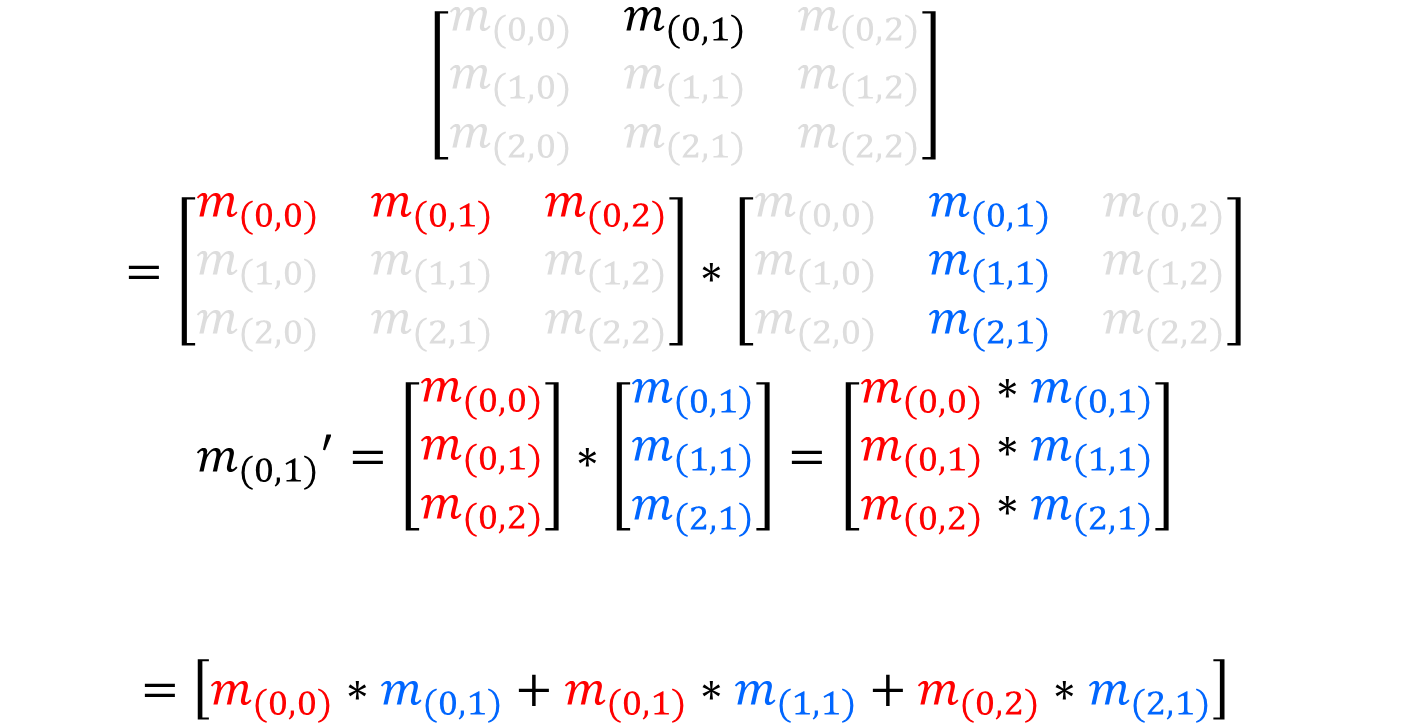 [m(0,0) m(0,1) m(0,2)
m(1,0) m(1,1) m(1,2)
m(2,0) m(2,1) m(2,2)]
= [m(0,0) m(0,1) m(0,2) m(1,0) m(1,1) m(1,2) m(2,0) m(2,1) m(2,2)] * [m(0,0) m(0,1) m(0,2) m(1,0) m(1,1) m(1,2) m(2,0) m(2,1) m(2,2)]
m(0,1)′ = [m(0,0) m(0,1) m(0,2)] * [m(0,1) m(1,1) m(2,1)] = [m(0,0) * m(0,1) m(0,1) * m(1,1) m(0,2) * m(2,1)]
= [m(0,0) * m(0,1) + m(0,1) * m(1,1) + m(0,2) * m(2,1)]